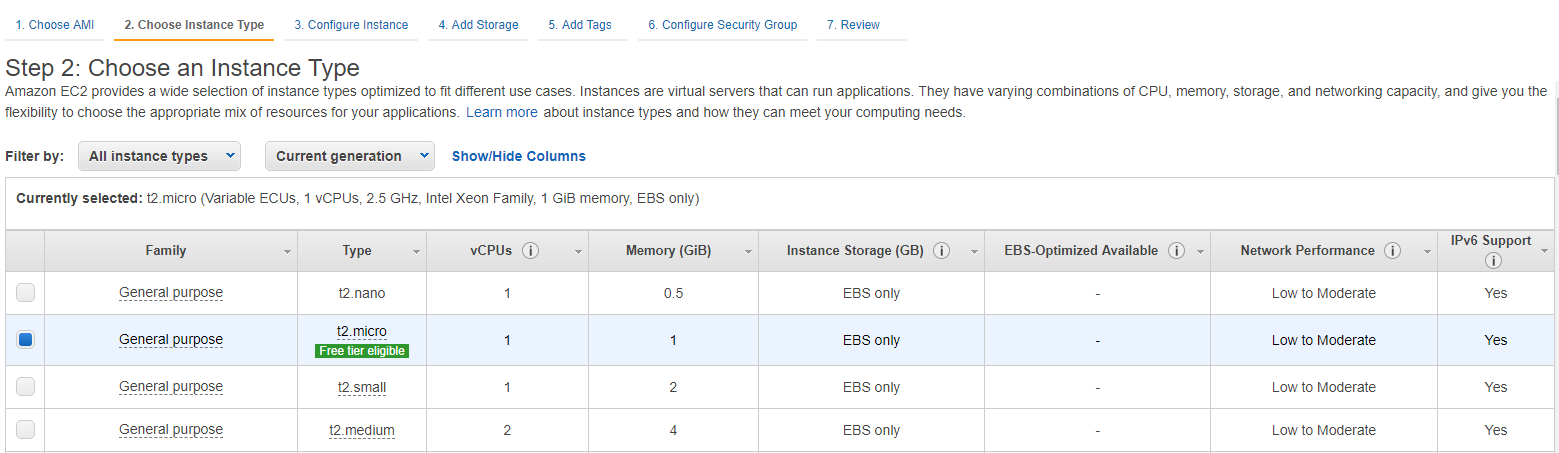 1. Choose AMI 2. Choose Instance Type 3. Configure Instance 4. Add Storage 5. Add Tags 6. Configure Security Group 7. Review
Step 2: Choose an Instance Type
Amazon EC2 provides a wide selection of instance types optimized to fit different use cases. Instances are virtual servers that can run applications. They have varying combinations of CPU, memory, storage, and networking capacity, and give you the
flexibility to choose the appropriate mix of resources for your applications. Learn more about instance types and how they can meet your computing needs.
Filter by: All instance types Current generation Show/Hide Columns
Currently selected: t2.micro (Variable ECUs, 1 vCPUs, 2.5 GHz, Intel Xeon Family, 1 GiB memory, EBS only)
Family Type vCPUs i Memory (GiB) Instance Storage (GB) i EBS-Optimized Available i Network Performance i IPv6 Support i
General purpose t2.nano 1 0.5 EBS only - Low to Moderate Yes
General purpose t2.micro 1 1 EBS only - Low to Moderate Yes
Free tier eligible
General purpose t2.small 1 2 EBS only - Low to Moderate Yes
General purpose t2.medium 2 4 EBS only - Low to Moderate Yes